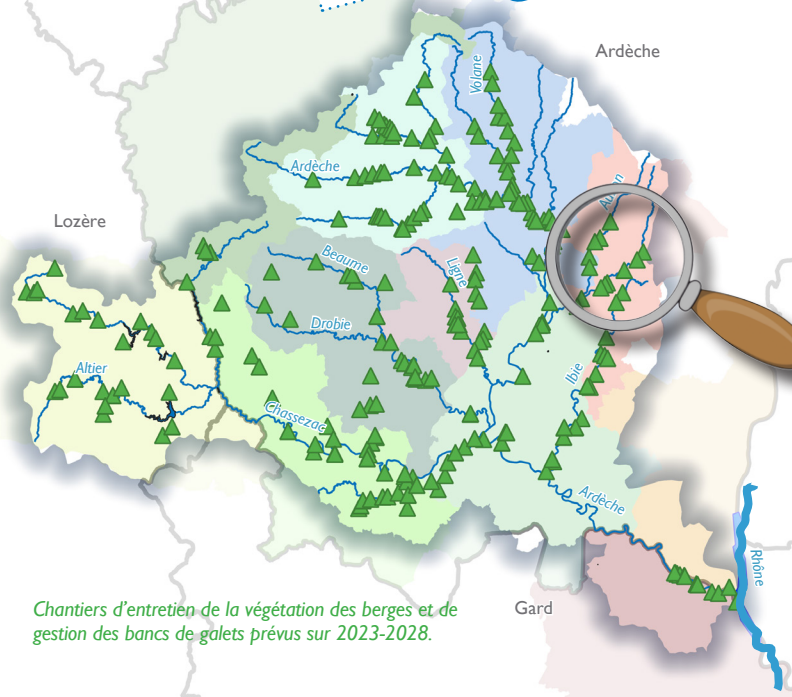 Ardèche
Volane
Ardèche
Lozère
Beaume
Ligne
Drobie
Altier
Ibie
Chassezac
Ardèche
Rhône
Chantiers d'entretien de la végétation des berges et de
gestion des bancs de galets prévus sur 2023-2028.
Gard